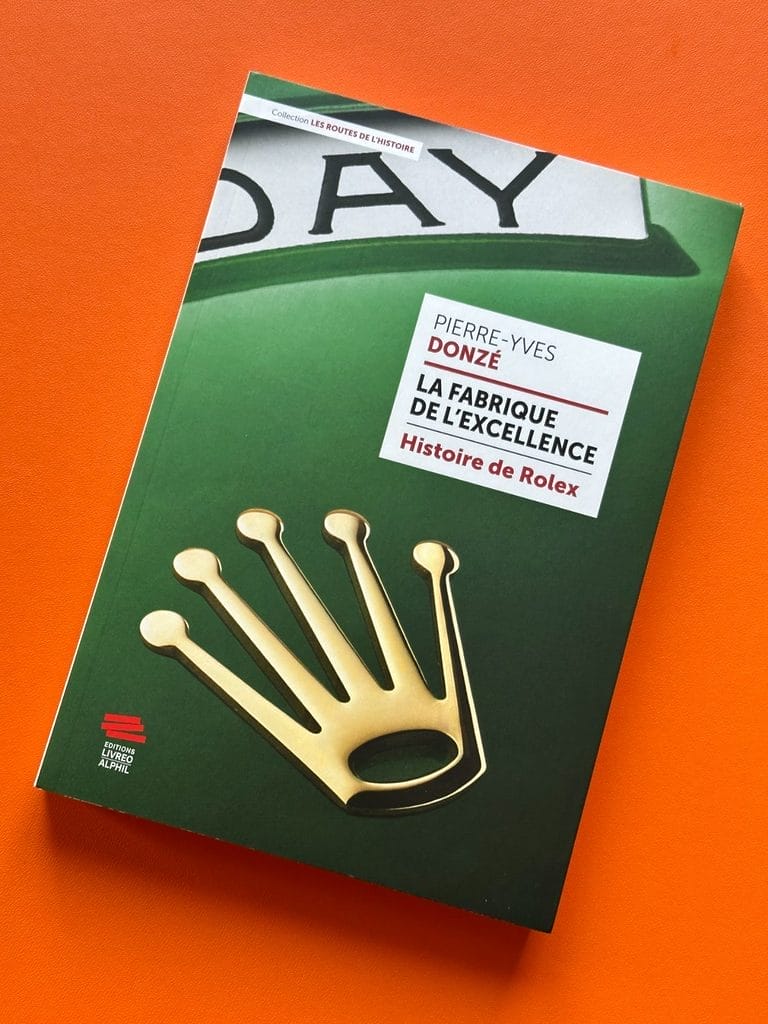 Collection LES ROUTES DE L'HISTOIRE
DAY
PIERRE-YVES
DONZÉ
LA FABRIQUE
DE L'EXCELLENCE
Histoire de Rolex
EDITIONS
LIVREO
ALPHIL